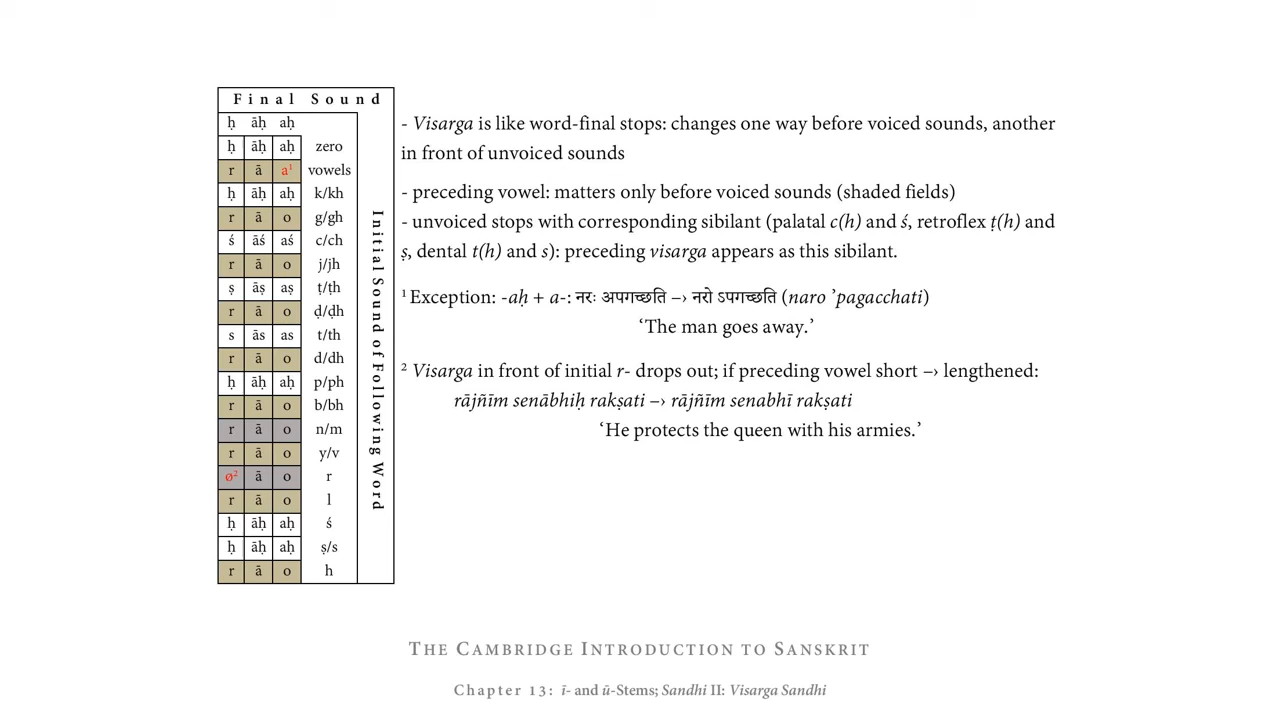 Final Sound
ḥ āḥ aḥ
ḥ āḥ aḥ zero
r ā a¹ vowels
ḥ āḥ aḥ k/kh
r ā o g/gh
ś āś aś c/ch
r ā o j/jh
ṣ āṣ aṣ ṭ/ṭh
r ā o ḍ/ḍh
s ās as t/th
r ā o d/dh
ḥ āḥ aḥ p/ph
r ā o b/bh
r ā o n/m
r ā o y/v
ø² ā o r
r ā o l
ḥ āḥ aḥ ś
ḥ āḥ aḥ ṣ/s
r ā o h
Initial Sound of Following Word
- Visarga is like word-final stops: changes one way before voiced sounds, another
in front of unvoiced sounds
- preceding vowel: matters only before voiced sounds (shaded fields)
- unvoiced stops with corresponding sibilant (palatal c(h) and ś, retroflex ṭ(h) and
ṣ, dental t(h) and s): preceding visarga appears as this sibilant.
¹ Exception: -aḥ + a-: नरः अपगच्छति –› नरो ऽपगच्छति (naro ’pagacchati)
‘The man goes away.’
² Visarga in front of initial r- drops out; if preceding vowel short –› lengthened:
rājñīm senābhiḥ rakṣati –› rājñīm senabhī rakṣati
‘He protects the queen with his armies.’
The Cambridge Introduction to Sanskrit
Chapter 13: ī- and ū-Stems; Sandhi II: Visarga Sandhi